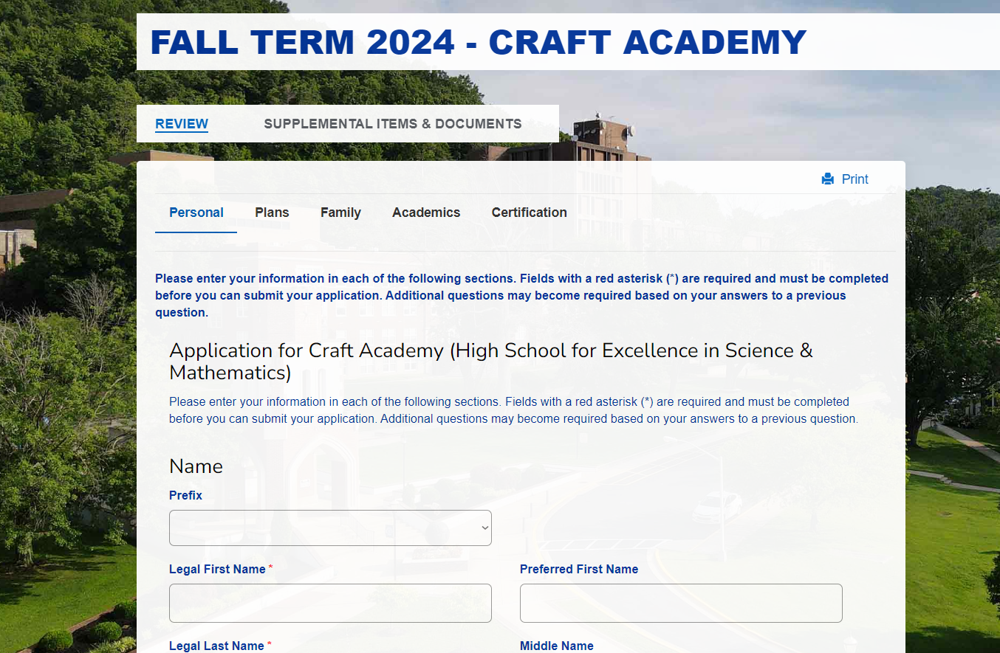 FALL TERM 2024 - CRAFT ACADEMY
REVIEW
SUPPLEMENTAL ITEMS & DOCUMENTS
Print
Personal
Plans
Family
Academics
Certification
Please enter your information in each of the following sections. Fields with a red asterisk (*) are required and must be completed
before you can submit your application. Additional questions may become required based on your answers to a previous
question.
Application for Craft Academy (High School for Excellence in Science &
Mathematics)
Please enter your information in each of the following sections. Fields with a red asterisk (*) are required and must be completed
before you can submit your application. Additional questions may become required based on your answers to a previous question.
Name
Prefix
Legal First Name *
Preferred First Name
Legal Last Name *
Middle Name